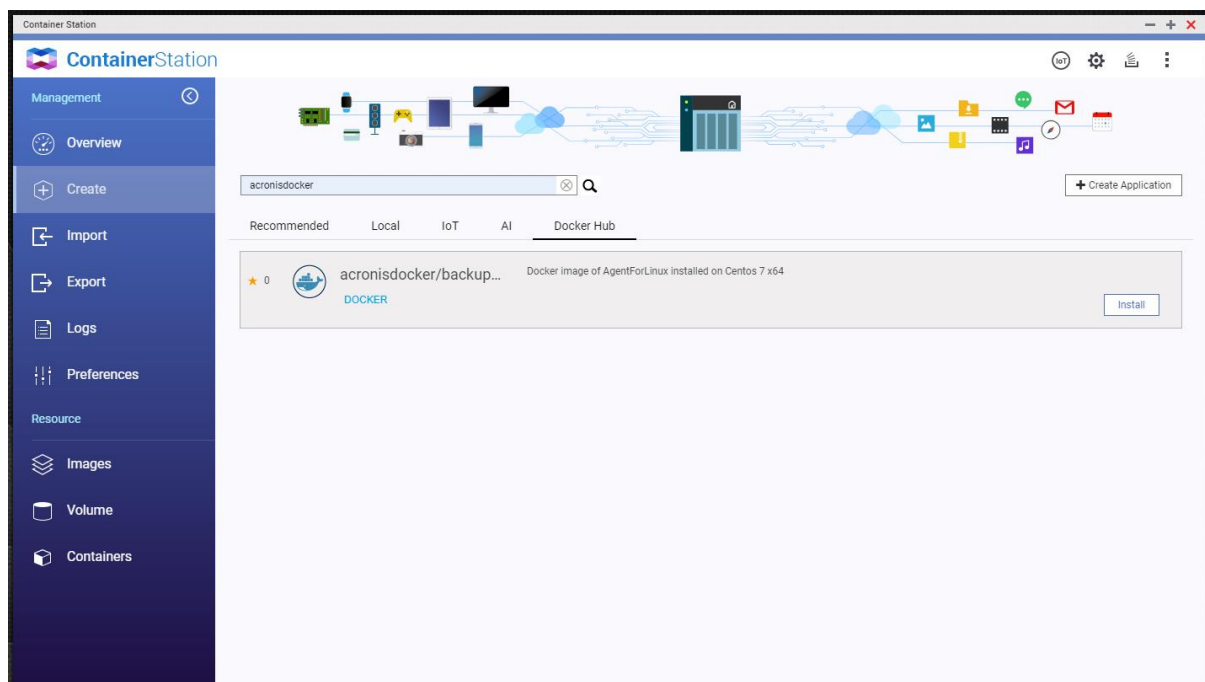 Container Station
ContainerStation
IoT
Management
Overview
Create
Import
Export
Logs
Preferences
Resource
Images
Volume
Containers
acronisdocker
+ Create Application
Recommended Local IoT AI Docker Hub
0
acronisdocker/backup...
Docker image of AgentForLinux installed on Centos 7 x64
DOCKER
Install